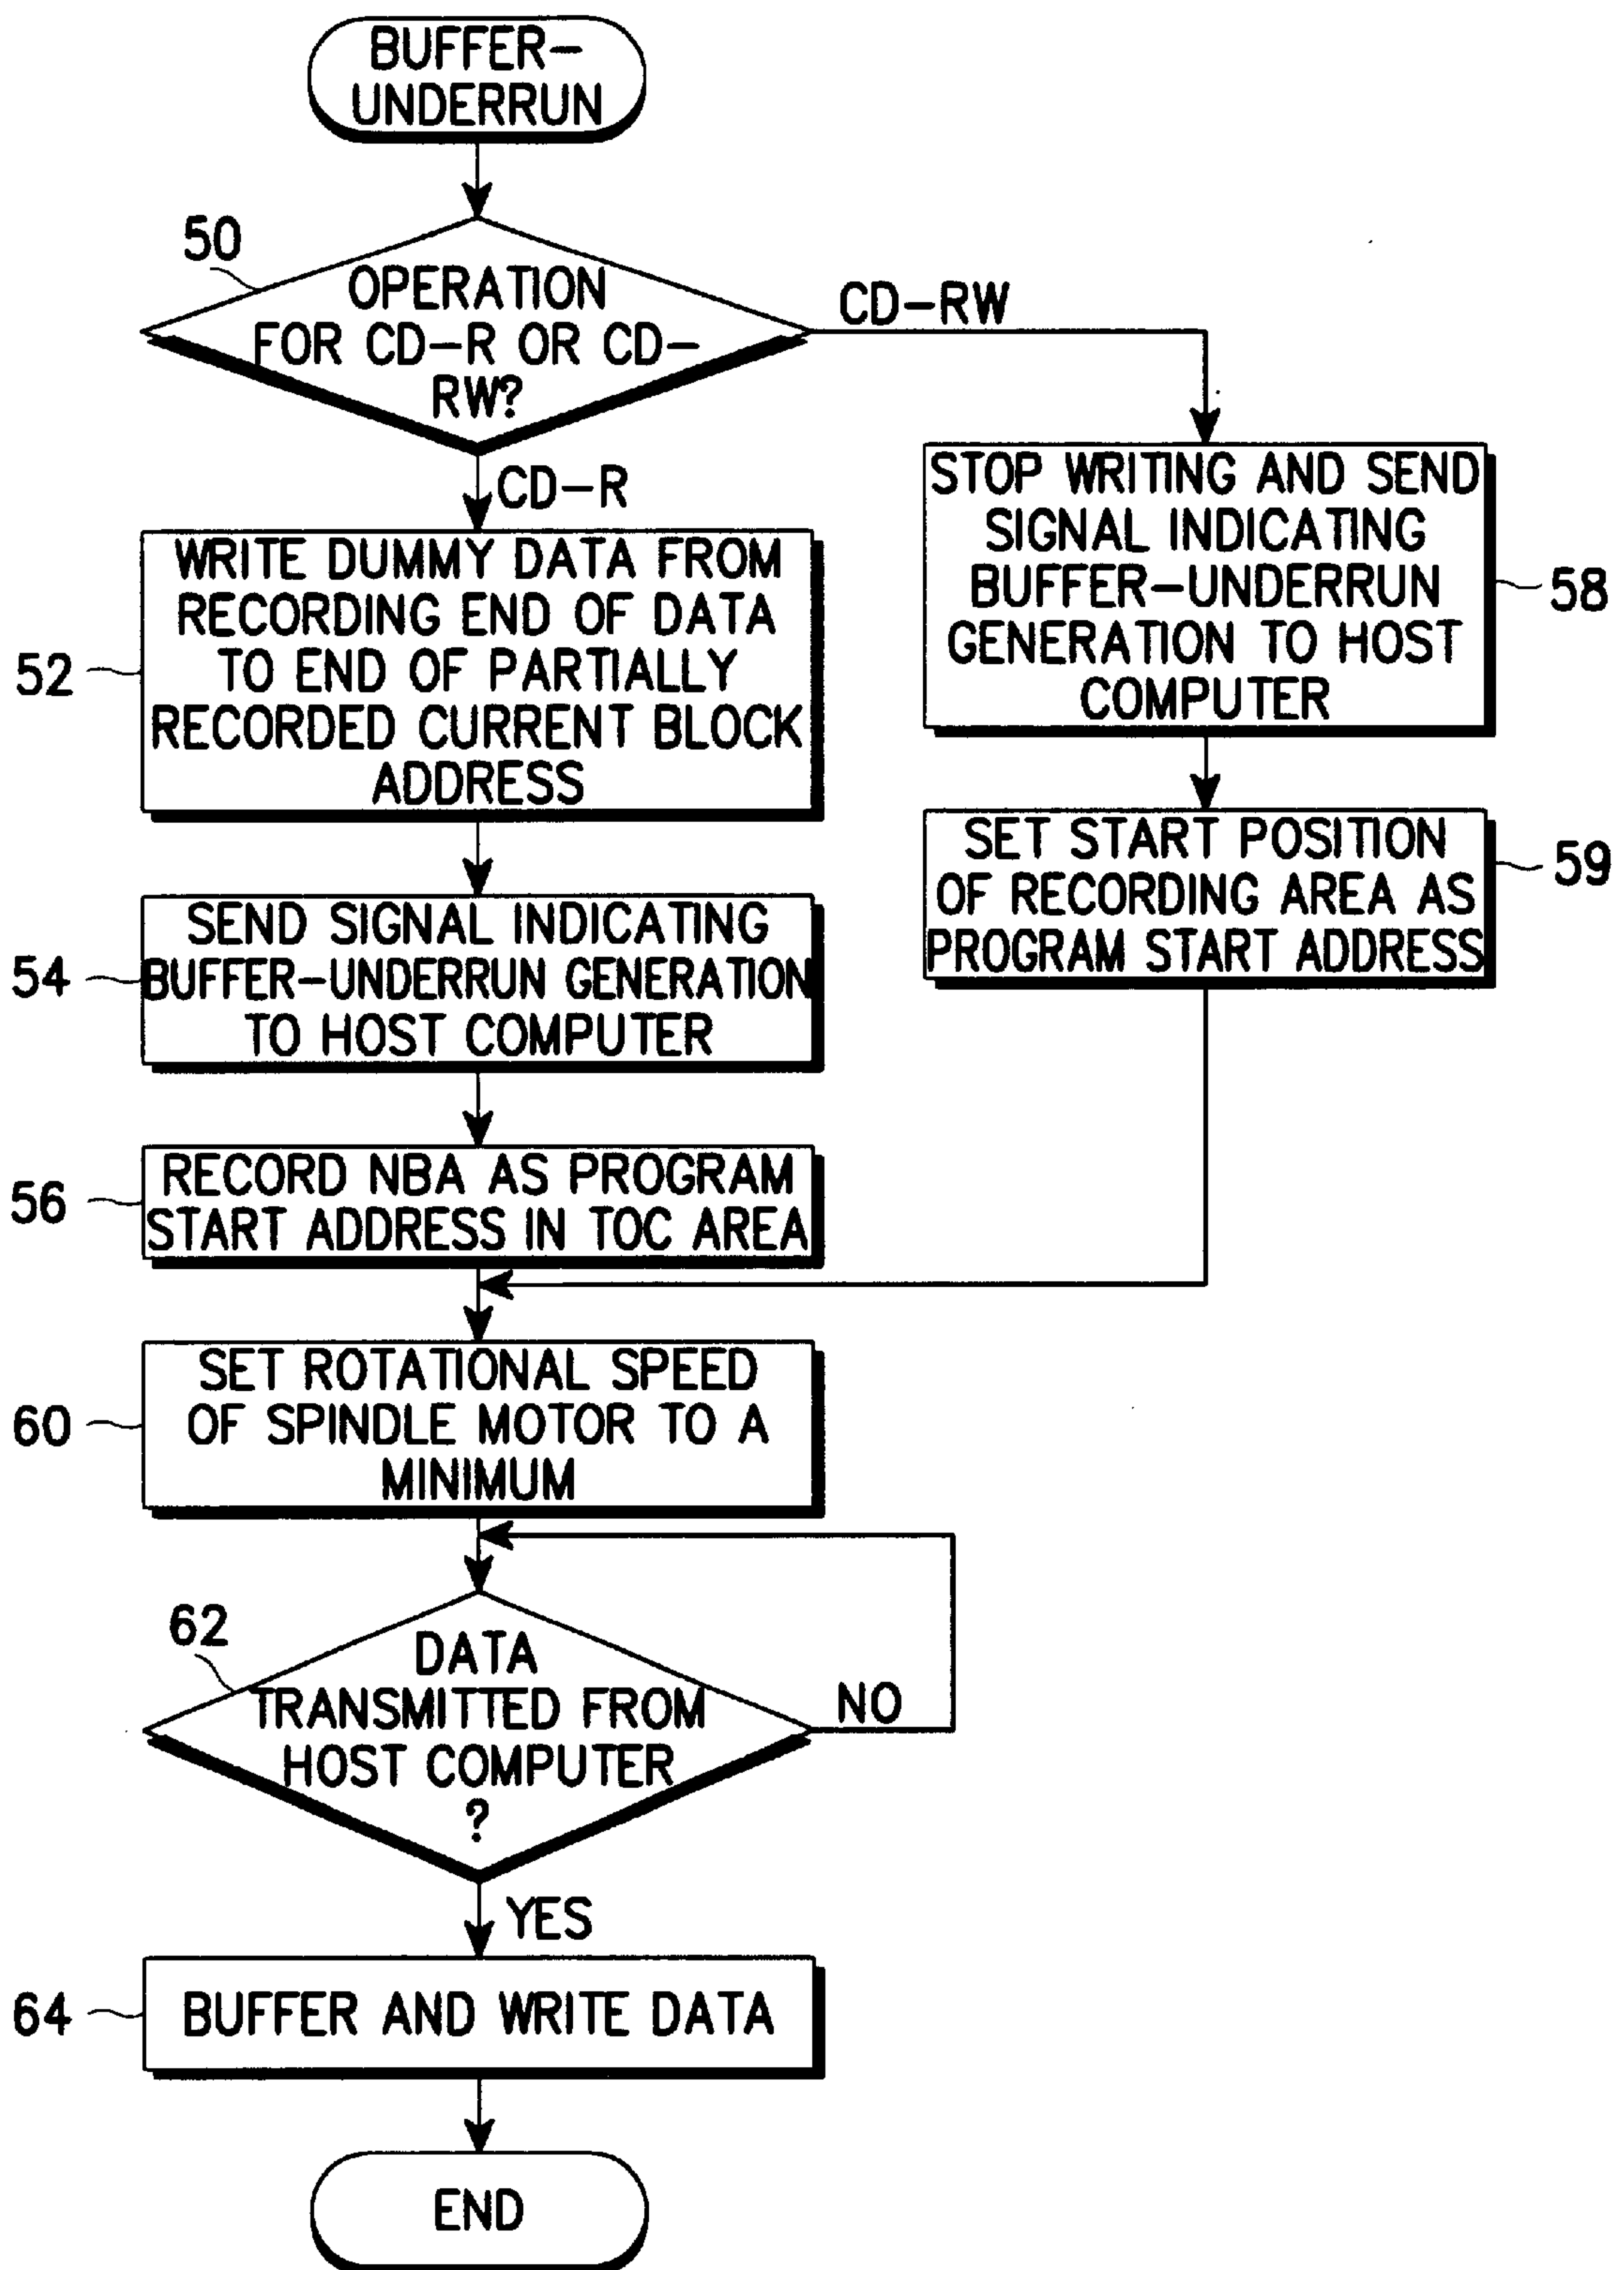 BUFFER-
UNDERRUN
50
OPERATION
FOR CD-R OR CD-
RW?
CD-RW
CD-R
52
WRITE DUMMY DATA FROM
RECORDING END OF DATA
TO END OF PARTIALLY
RECORDED CURRENT BLOCK
ADDRESS
STOP WRITING AND SEND
SIGNAL INDICATING
BUFFER-UNDERRUN
GENERATION TO HOST
COMPUTER
58
54
SEND SIGNAL INDICATING
BUFFER-UNDERRUN GENERATION
TO HOST COMPUTER
SET START POSITION
OF RECORDING AREA AS
PROGRAM START ADDRESS
59
56
RECORD NBA AS PROGRAM
START ADDRESS IN TOC AREA
60
SET ROTATIONAL SPEED
OF SPINDLE MOTOR TO A
MINIMUM
62
DATA
TRANSMITTED FROM
HOST COMPUTER
?
NO
YES
64
BUFFER AND WRITE DATA
END